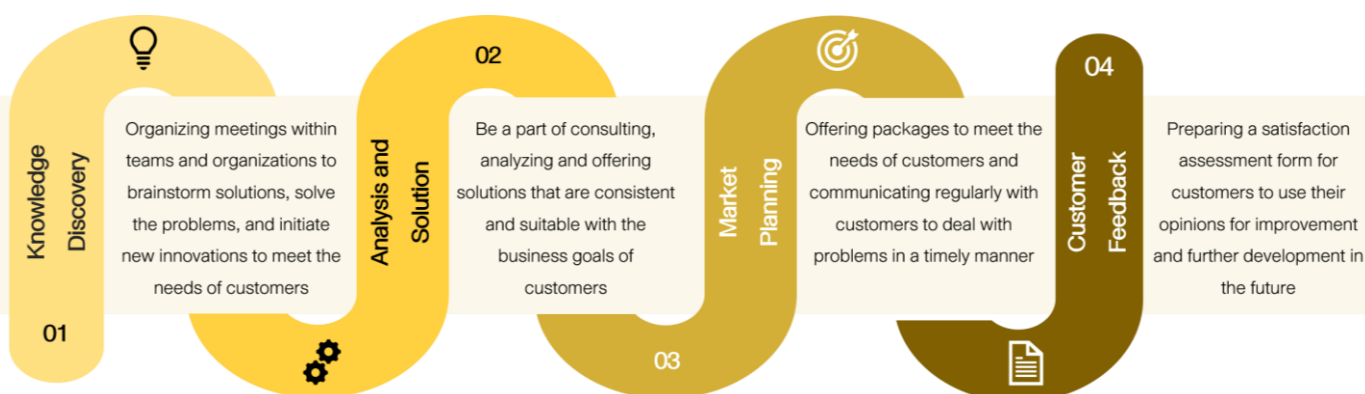 01
Knowledge
Discovery
Organizing meetings within
teams and organizations to
brainstorm solutions, solve
the problems, and initiate
new innovations to meet the
needs of customers
02
Analysis and
Solution
Be a part of consulting,
analyzing and offering
solutions that are consistent
and suitable with the
business goals of
customers
03
Market
Planning
Offering packages to meet the
needs of customers and
communicating regularly with
customers to deal with
problems in a timely manner
04
Customer
Feedback
Preparing a satisfaction
assessment form for
customers to use their
opinions for improvement
and further development in
the future